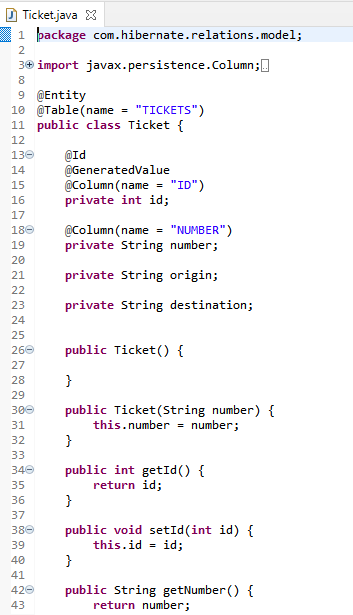 Ticket.java
1 package com.hibernate.relations.model;
2
3 import javax.persistence.Column;
8
9 @Entity
10 @Table(name = "TICKETS")
11 public class Ticket {
12
13 @Id
14 @GeneratedValue
15 @Column(name = "ID")
16 private int id;
17
18 @Column(name = "NUMBER")
19 private String number;
20
21 private String origin;
22
23 private String destination;
24
25
26 public Ticket() {
27
28 }
29
30 public Ticket(String number) {
31 this.number = number;
32 }
33
34 public int getId() {
35 return id;
36 }
37
38 public void setId(int id) {
39 this.id = id;
40 }
41
42 public String getNumber() {
43 return number;